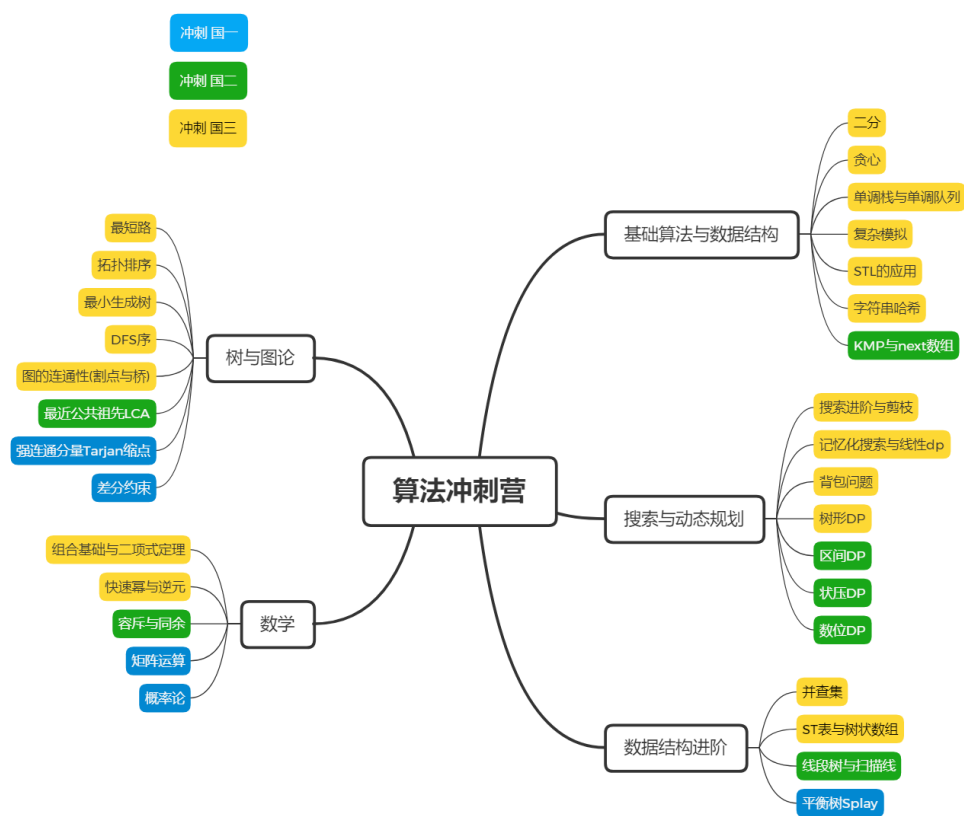 冲刺 国一
冲刺 国二
冲刺 国三
算法冲刺营
基础算法与数据结构
二分
贪心
单调栈与单调队列
复杂模拟
STL的应用
字符串哈希
KMP与next数组
搜索与动态规划
搜索进阶与剪枝
记忆化搜索与线性dp
背包问题
树形DP
区间DP
状压DP
数位DP
数据结构进阶
并查集
ST表与树状数组
线段树与扫描线
平衡树Splay
树与图论
最短路
拓扑排序
最小生成树
DFS序
图的连通性(割点与桥)
最近公共祖先LCA
强连通分量Tarjan缩点
差分约束
数学
组合基础与二项式定理
快速幂与逆元
容斥与同余
矩阵运算
概率论